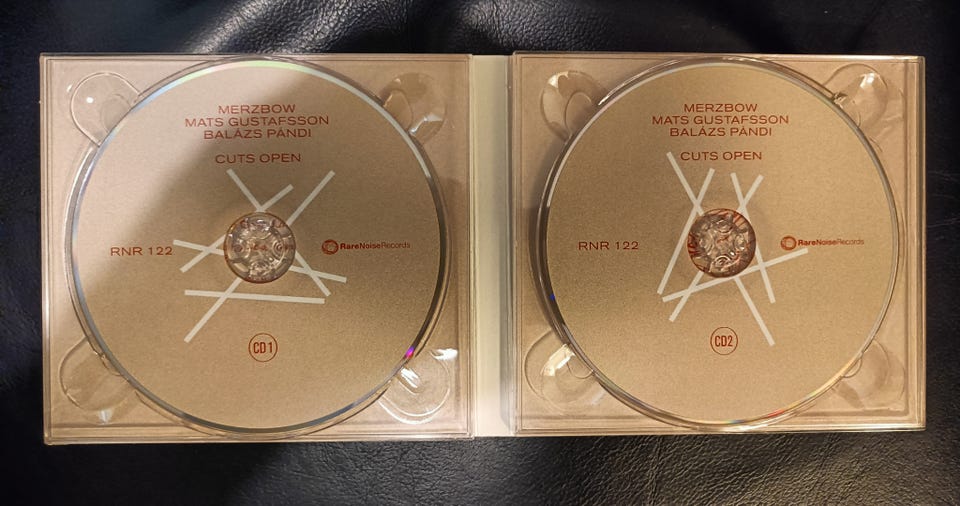 MERZBOW
MATS GUSTAFSSON
BALÁZS PÁNDI
CUTS OPEN
RNR 122
RareNoiseRecords
CD1
MERZBOW
MATS GUSTAFSSON
BALÁZS PÁNDI
CUTS OPEN
RNR 122
RareNoiseRecords
CD2